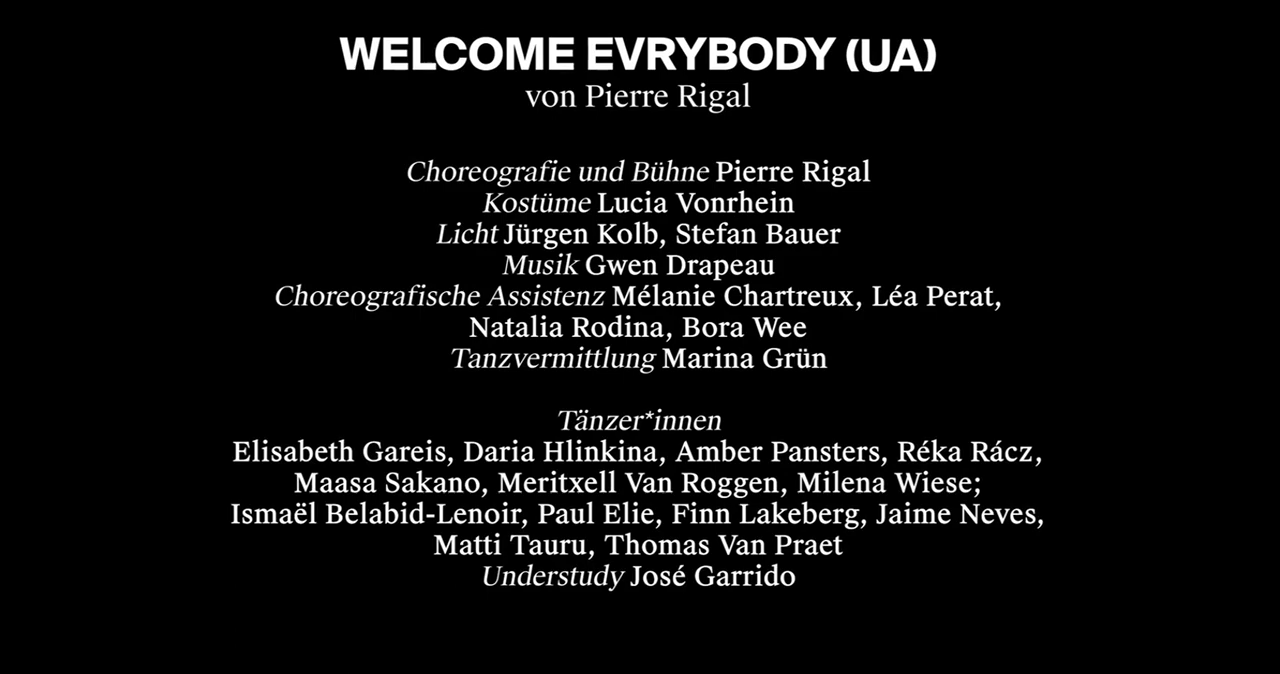 WELCOME EVRYBODY (UA)
von Pierre Rigal
Choreografie und Bühne Pierre Rigal
Kostüme Lucia Vonrhein
Licht Jürgen Kolb, Stefan Bauer
Musik Gwen Drapeau
Choreografische Assistenz Mélanie Chartreux, Léa Perat,
Natalia Rodina, Bora Wee
Tanzvermittlung Marina Grün
Tänzer*innen
Elisabeth Gareis, Daria Hlinkina, Amber Pansters, Réka Rácz,
Maasa Sakano, Meritxell Van Roggen, Milena Wiese;
Ismaël Belabid-Lenoir, Paul Elie, Finn Lakeberg, Jaime Neves,
Matti Tauru, Thomas Van Praet
Understudy José Garrido